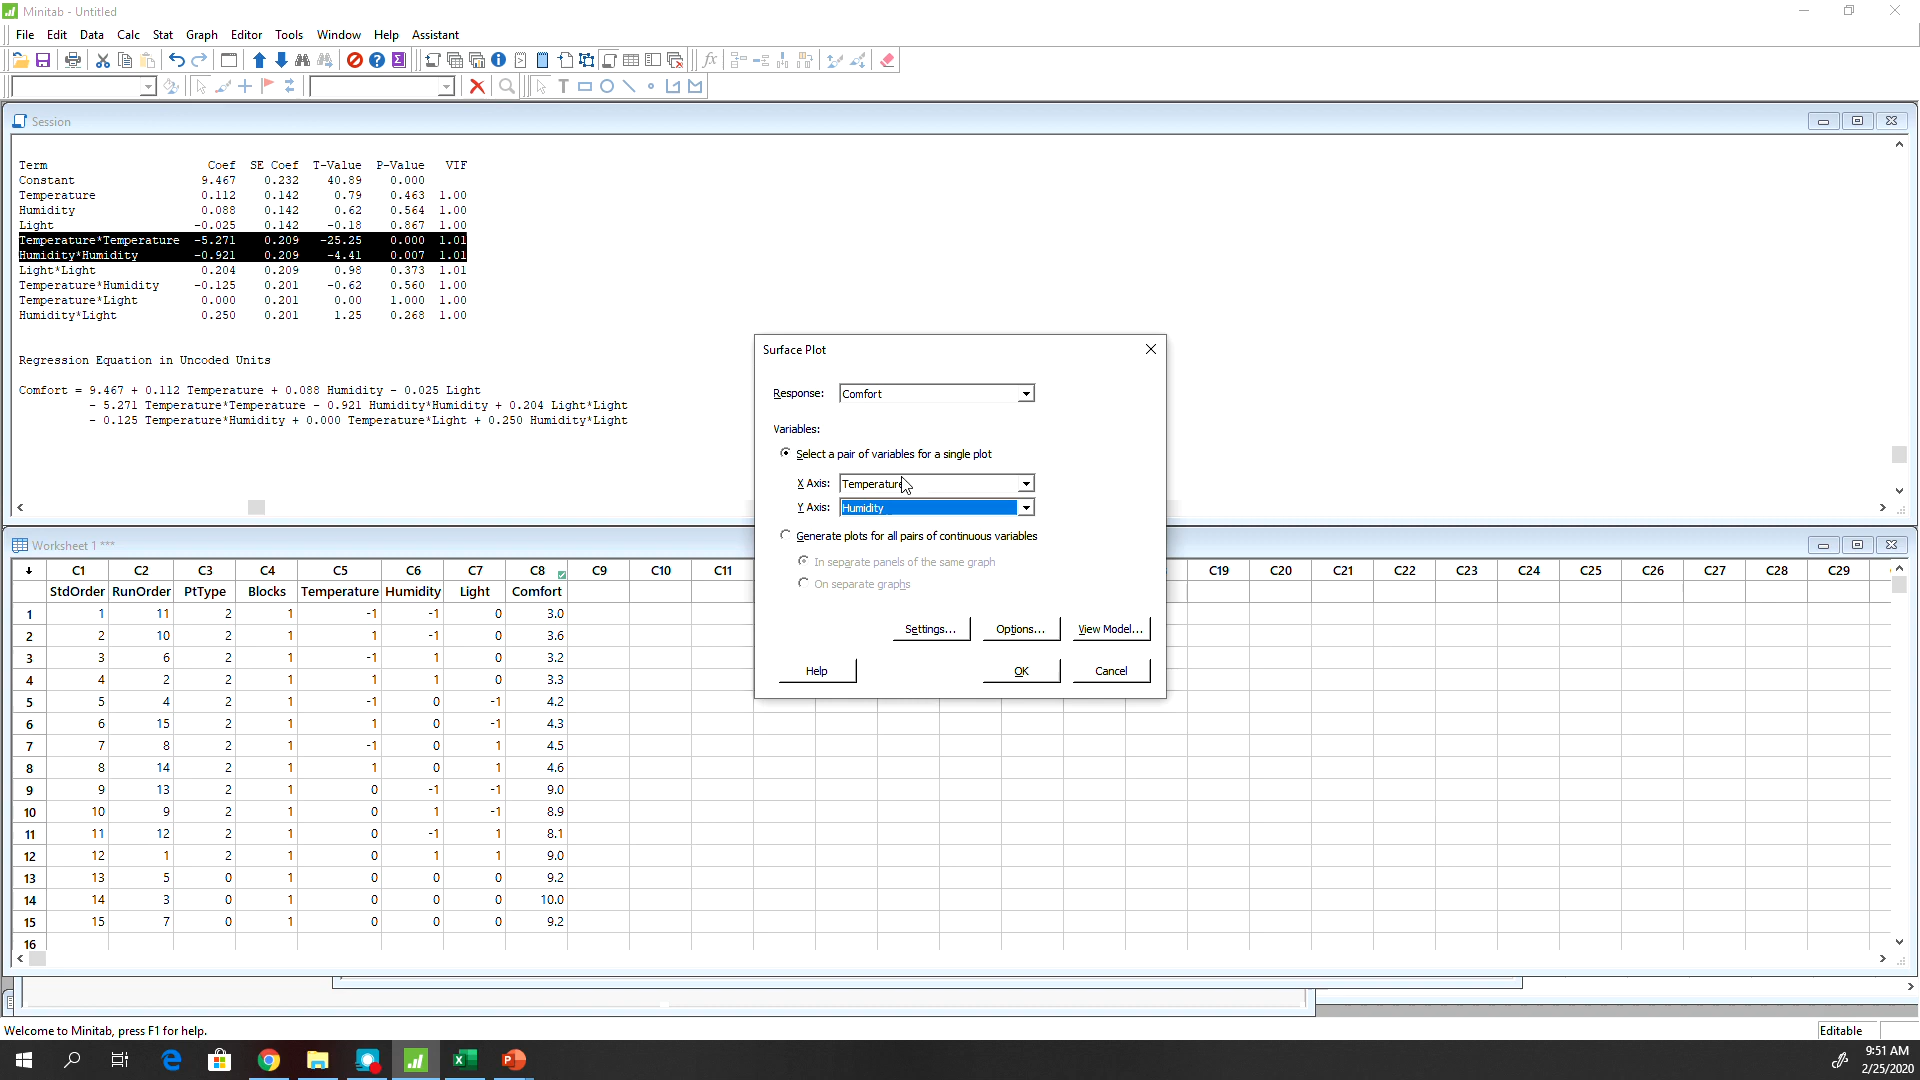 Minitab - Untitled
File Edit Data Calc Stat Graph Editor Tools Window Help Assistant
Session
Term Coef SE Coef T-Value P-Value VIF
Constant 9.467 0.232 40.89 0.000
Temperature 0.112 0.142 0.79 0.463 1.00
Humidity 0.088 0.142 0.62 0.564 1.00
Light -0.025 0.142 -0.18 0.867 1.00
Temperature*Temperature -5.271 0.209 -25.25 0.000 1.01
Humidity*Humidity -0.921 0.209 -4.41 0.007 1.01
Light*Light 0.204 0.209 0.98 0.373 1.01
Temperature*Humidity -0.125 0.201 -0.62 0.560 1.00
Temperature*Light 0.000 0.201 0.00 1.000 1.00
Humidity*Light 0.250 0.201 1.25 0.268 1.00
Regression Equation in Uncoded Units
Comfort = 9.467 + 0.112 Temperature + 0.088 Humidity - 0.025 Light
- 5.271 Temperature*Temperature - 0.921 Humidity*Humidity + 0.204 Light*Light
- 0.125 Temperature*Humidity + 0.000 Temperature*Light + 0.250 Humidity*Light
Surface Plot
Response: Comfort
Variables:
Select a pair of variables for a single plot
X Axis: Temperature
Y Axis: Humidity
Generate plots for all pairs of continuous variables
In separate panels of the same graph
On separate graphs
Settings... Options... View Model...
Help OK Cancel
Worksheet 1 ***
C1 C2 C3 C4 C5 C6 C7 C8 C9 C10 C11 C19 C20 C21 C22 C23 C24 C25 C26 C27 C28 C29
StdOrder RunOrder PtType Blocks Temperature Humidity Light Comfort
1 1 11 2 1 -1 -1 0 3.0
2 2 10 2 1 1 -1 0 3.6
3 3 6 2 1 -1 1 0 3.2
4 4 2 2 1 1 1 0 3.3
5 5 4 2 1 -1 0 -1 4.2
6 6 15 2 1 1 0 -1 4.3
7 7 8 2 1 -1 0 1 4.5
8 8 14 2 1 1 0 1 4.6
9 9 13 2 1 0 -1 -1 9.0
10 10 9 2 1 0 1 -1 8.9
11 11 12 2 1 0 -1 1 8.1
12 12 1 2 1 0 1 1 9.0
13 13 5 0 1 0 0 0 9.2
14 14 3 0 1 0 0 0 10.0
15 15 7 0 1 0 0 0 9.2
16
Welcome to Minitab, press F1 for help.
Editable
9:51 AM
2/25/2020